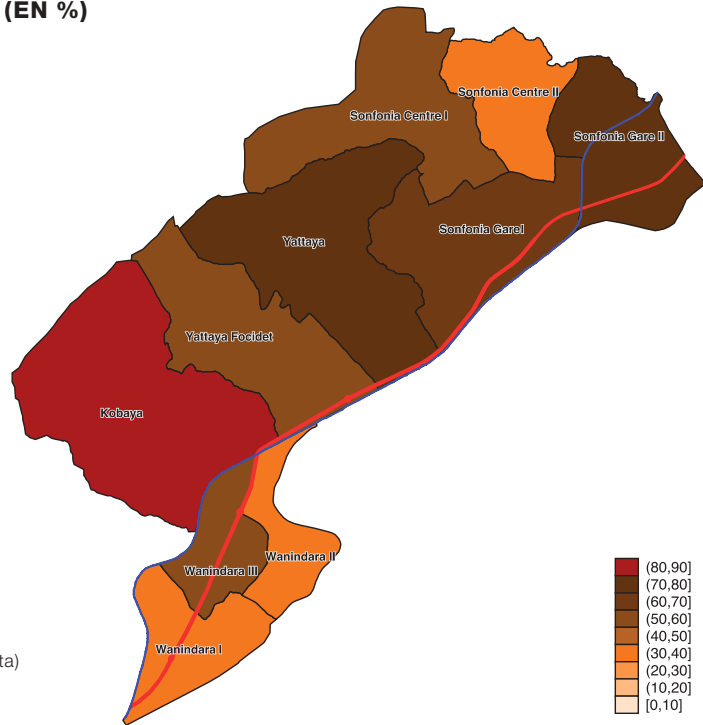 (EN %)
Sonfonia Centre II
Sonfonia Centre I
Sonfonia Gare II
Sonfonia GareI
Yattaya
Yattaya Focidet
Kobaya
Wanindara II
Wanindara III
Wanindara I
ta)
(80,90]
(70,80]
(60,70]
(50,60]
(40,50]
(30,40]
(20,30]
(10,20]
[0,10]